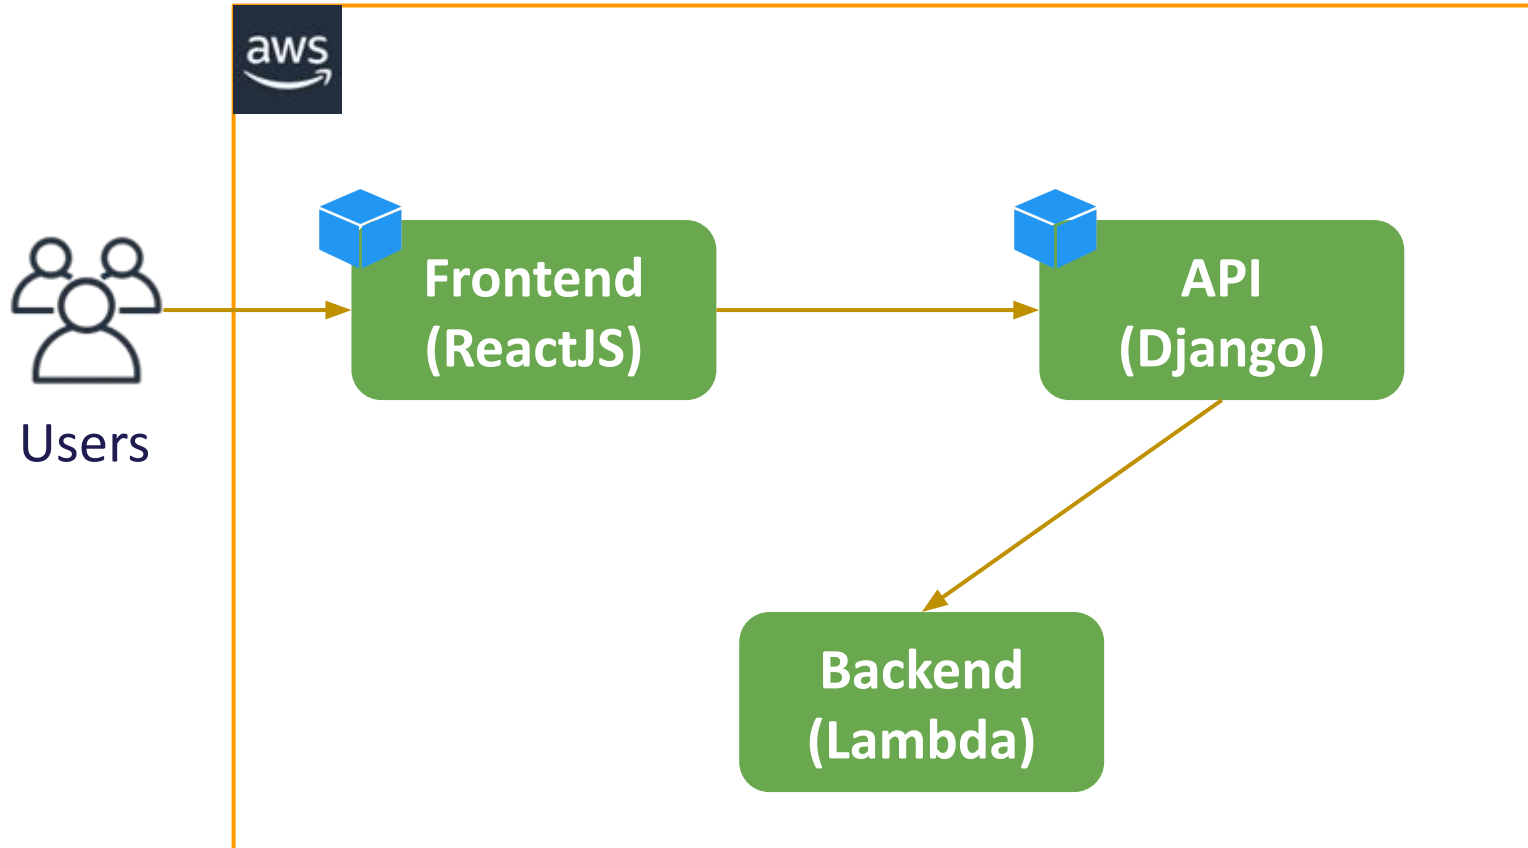 aws
Users
Frontend
(ReactJS)
API
(Django)
Backend
(Lambda)